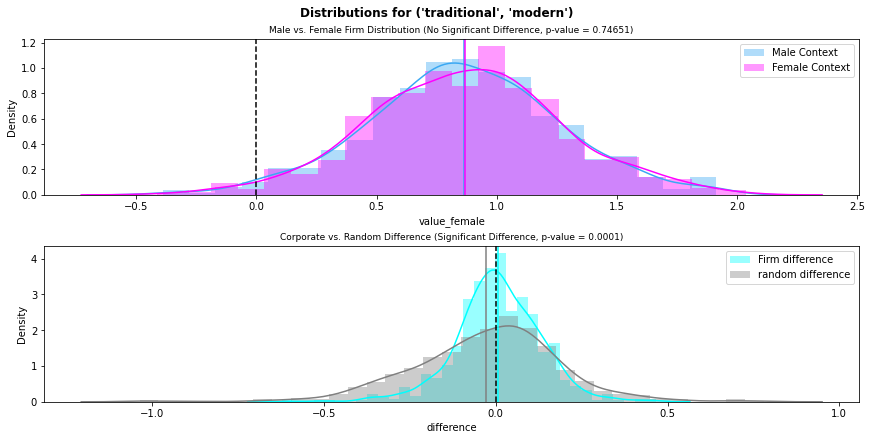 Distributions for ('traditional', 'modern')
Male vs. Female Firm Distribution (No Significant Difference, p-value = 0.74651)
Density
1.2
1.0
0.8
0.6
0.4
0.2
0.0
Male Context
Female Context
−0.5 0.0 0.5 1.0 1.5 2.0 2.5
value_female
Corporate vs. Random Difference (Significant Difference, p-value = 0.0001)
Density
4
3
2
1
0
Firm difference
random difference
−1.0 −0.5 0.0 0.5 1.0
difference